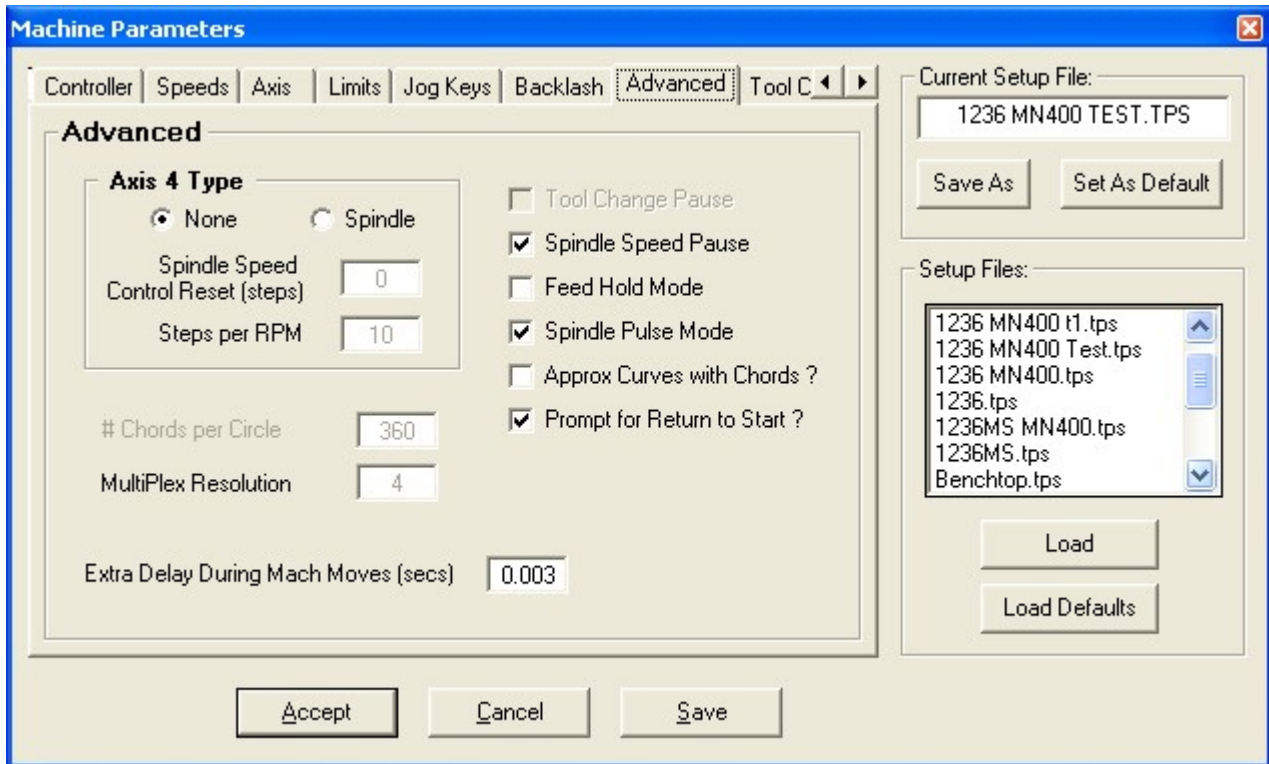 Machine Parameters
Controller Speeds Axis Limits Jog Keys Backlash Advanced Tool C
Advanced
Axis 4 Type
None Spindle
Spindle Speed
Control Reset (steps) 0
Steps per RPM 10
# Chords per Circle 360
MultiPlex Resolution 4
Tool Change Pause
Spindle Speed Pause
Feed Hold Mode
Spindle Pulse Mode
Approx Curves with Chords ?
Prompt for Return to Start ?
Extra Delay During Mach Moves (secs) 0.003
Current Setup File:
1236 MN400 TEST.TPS
Save As Set As Default
Setup Files:
1236 MN400 t1.tps
1236 MN400 Test.tps
1236 MN400.tps
1236.tps
1236MS MN400.tps
1236MS.tps
Benchtop.tps
Load
Load Defaults
Accept Cancel Save